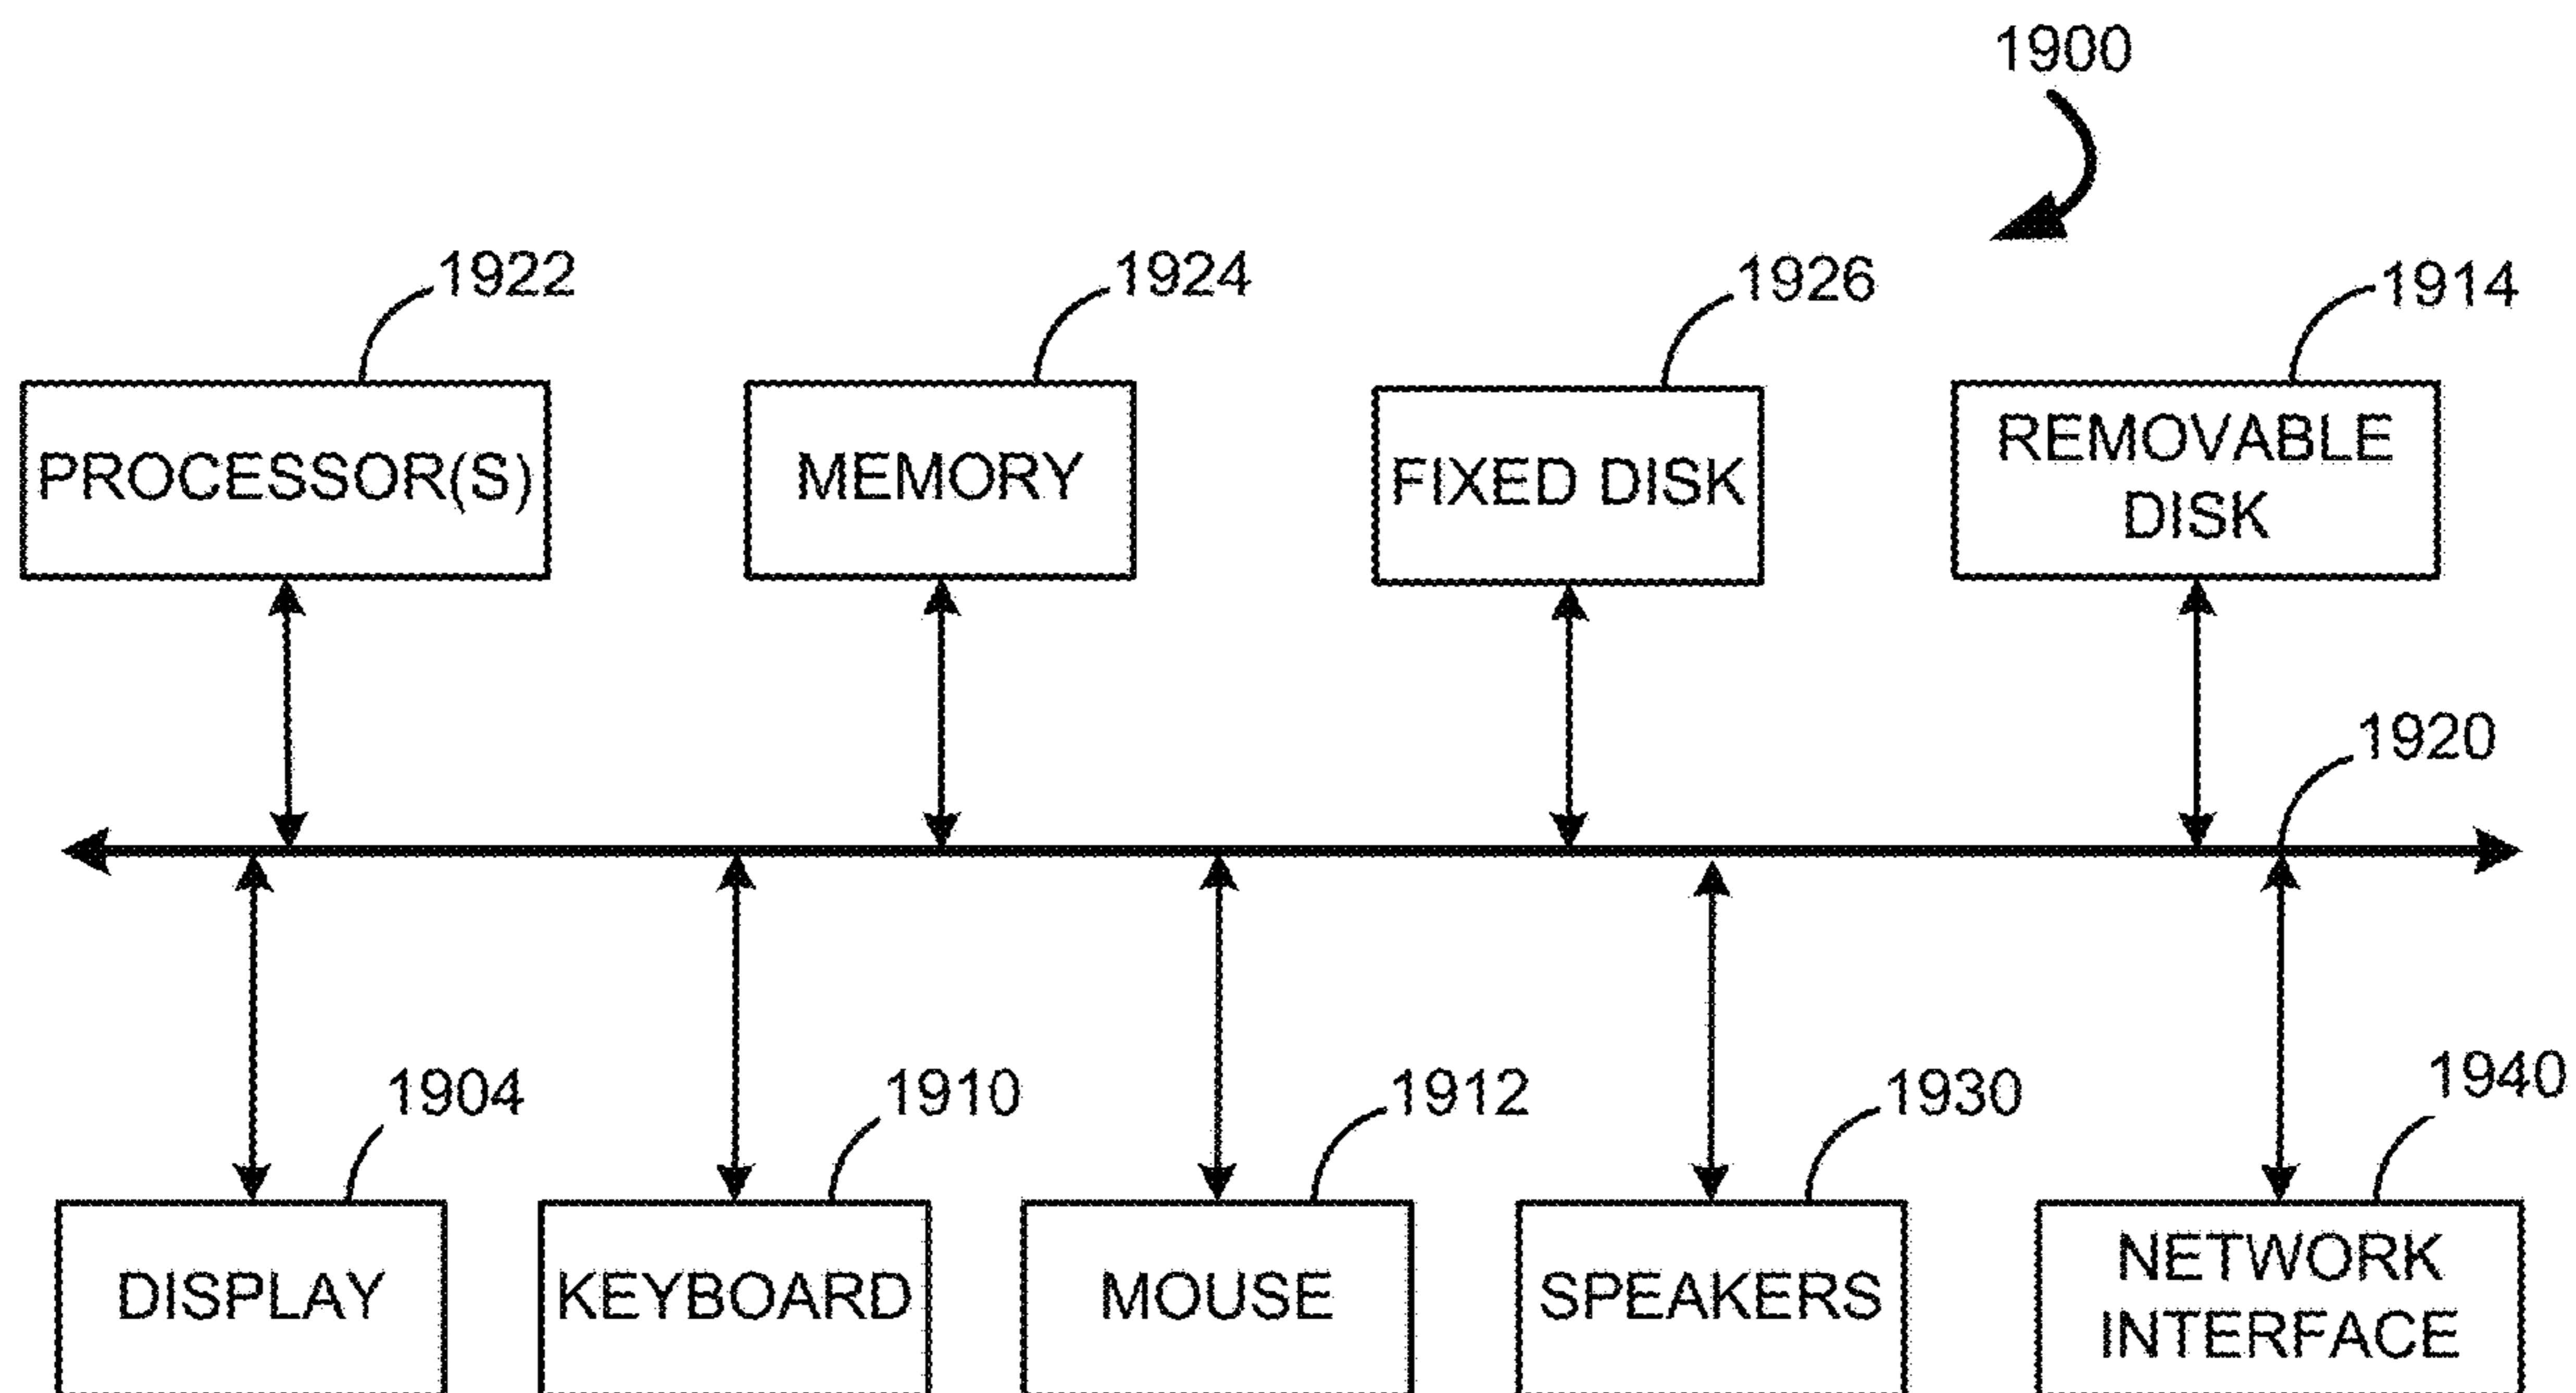 1900
1922
1924
1926
1914
PROCESSOR(S)
MEMORY
FIXED DISK
REMOVABLE
DISK
1920
1904
1910
1912
1930
1940
DISPLAY
KEYBOARD
MOUSE
SPEAKERS
NETWORK
INTERFACE